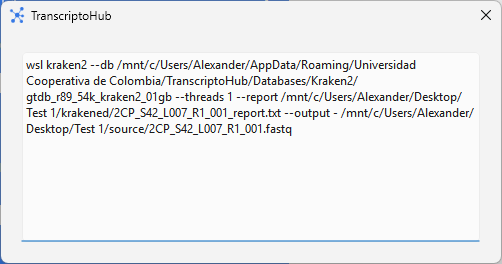 TranscriptoHub
wsl kraken2 --db /mnt/c/Users/Alexander/AppData/Roaming/Universidad
Cooperativa de Colombia/TranscriptoHub/Databases/Kraken2/
gtdb_r89_54k_kraken2_01gb --threads 1 --report /mnt/c/Users/Alexander/Desktop/
Test 1/krakened/2CP_S42_L007_R1_001_report.txt --output - /mnt/c/Users/Alexander/
Desktop/Test 1/source/2CP_S42_L007_R1_001.fastq